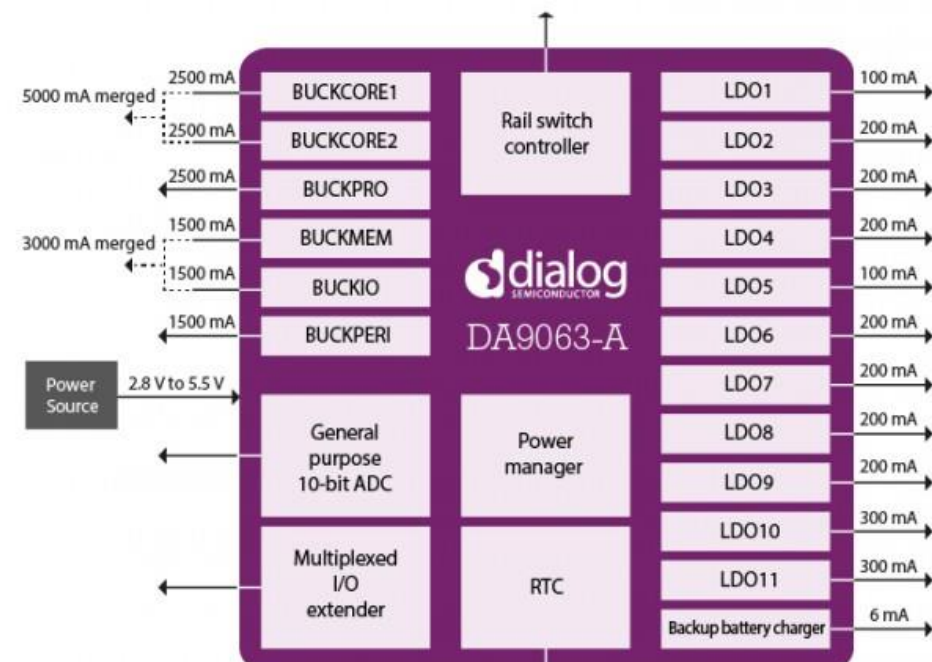 2500 mA
BUCKCORE1
5000 mA merged
2500 mA
BUCKCORE2
2500 mA
BUCKPRO
1500 mA
BUCKMEM
3000 mA merged
1500 mA
BUCKIO
1500 mA
BUCKPERI
Power
Source
2.8 V to 5.5 V
General
purpose
10-bit ADC
Multiplexed
I/O
extender
Rail switch
controller
dialog
SEMICONDUCTOR
DA9063-A
Power
manager
RTC
LDO1
100 mA
LDO2
200 mA
LDO3
200 mA
LDO4
200 mA
LDO5
100 mA
LDO6
200 mA
LDO7
200 mA
LDO8
200 mA
LDO9
200 mA
LDO10
300 mA
LDO11
300 mA
Backup battery charger
6 mA